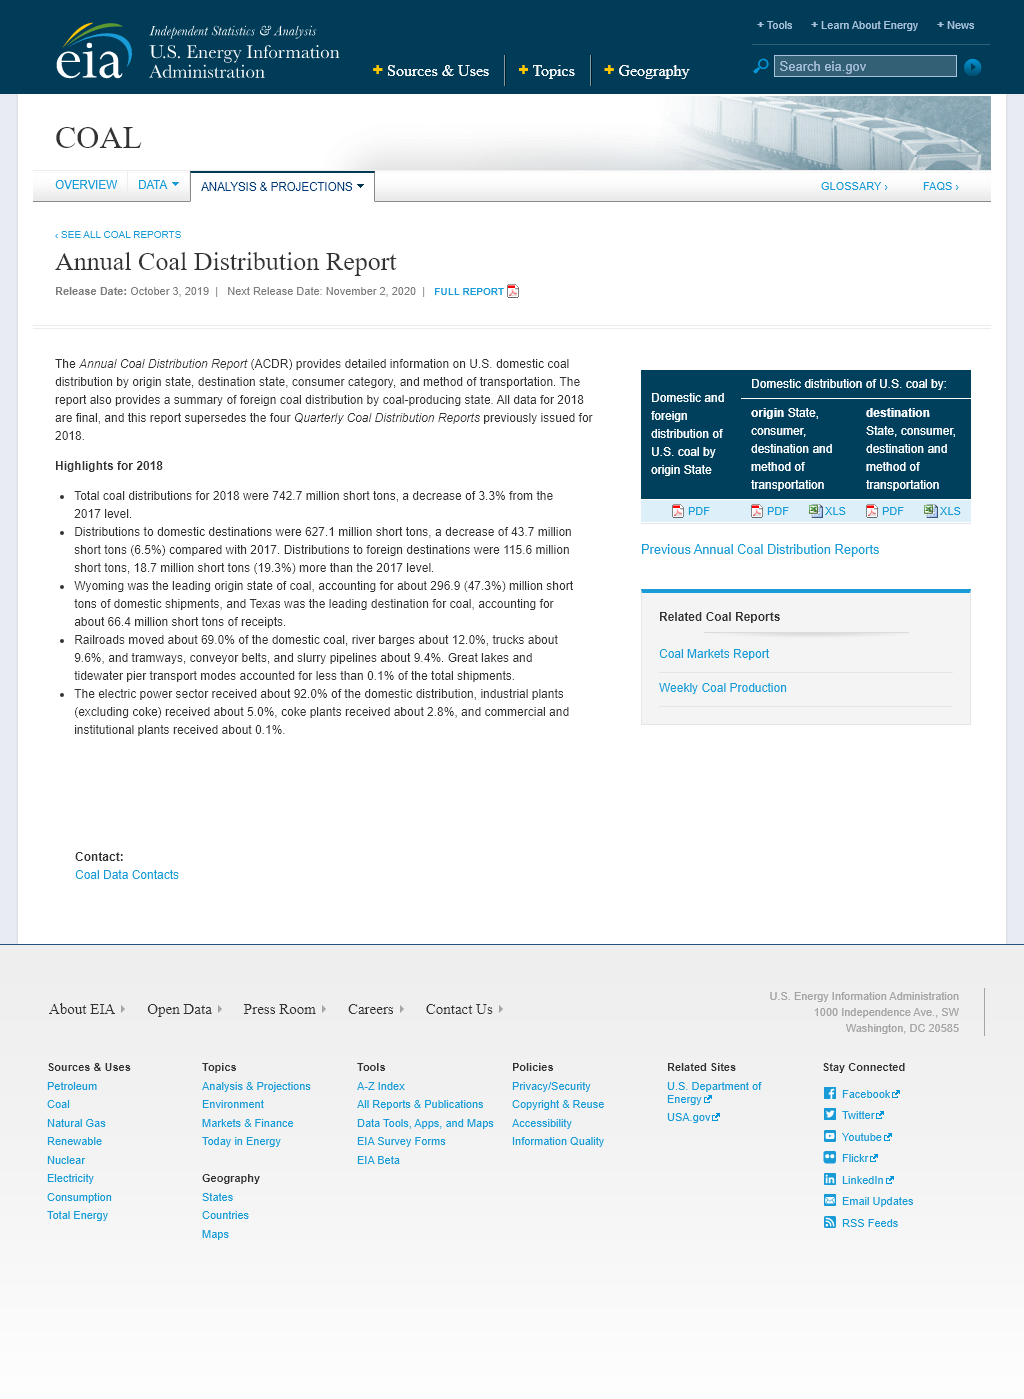 Tools
Learn About Energy
News
eia
Independent Statistics & Analysis
U.S. Energy Information
Administration
Sources & Uses
Topics
Geography
Search eia.gov
COAL
OVERVIEW
DATA
ANALYSIS & PROJECTIONS
GLOSSARY ›
FAQS ›
‹ SEE ALL COAL REPORTS
Annual Coal Distribution Report
Release Date: October 3, 2019 | Next Release Date: November 2, 2020 | FULL REPORT
The Annual Coal Distribution Report (ACDR) provides detailed information on U.S. domestic coal
distribution by origin state, destination state, consumer category, and method of transportation. The
report also provides a summary of foreign coal distribution by coal-producing state. All data for 2018
are final, and this report supersedes the four Quarterly Coal Distribution Reports previously issued for
2018.
Highlights for 2018
• Total coal distributions for 2018 were 742.7 million short tons, a decrease of 3.3% from the
2017 level.
• Distributions to domestic destinations were 627.1 million short tons, a decrease of 43.7 million
short tons (6.5%) compared with 2017. Distributions to foreign destinations were 115.6 million
short tons, 18.7 million short tons (19.3%) more than the 2017 level.
• Wyoming was the leading origin state of coal, accounting for about 296.9 (47.3%) million short
tons of domestic shipments, and Texas was the leading destination for coal, accounting for
about 66.4 million short tons of receipts.
• Railroads moved about 69.0% of the domestic coal, river barges about 12.0%, trucks about
9.6%, and tramways, conveyor belts, and slurry pipelines about 9.4%. Great lakes and
tidewater pier transport modes accounted for less than 0.1% of the total shipments.
• The electric power sector received about 92.0% of the domestic distribution, industrial plants
(excluding coke) received about 5.0%, coke plants received about 2.8%, and commercial and
institutional plants received about 0.1%.
Domestic and
foreign
distribution of
U.S. coal by
origin State
Domestic distribution of U.S. coal by:
origin State,
consumer,
destination and
method of
transportation
destination
State, consumer,
destination and
method of
transportation
PDF
PDF
XLS
PDF
XLS
Previous Annual Coal Distribution Reports
Related Coal Reports
Coal Markets Report
Weekly Coal Production
Contact:
Coal Data Contacts
About EIA
Open Data
Press Room
Careers
Contact Us
U.S. Energy Information Administration
1000 Independence Ave., SW
Washington, DC 20585
Sources & Uses
Petroleum
Coal
Natural Gas
Renewable
Nuclear
Electricity
Consumption
Total Energy
Topics
Analysis & Projections
Environment
Markets & Finance
Today in Energy
Geography
States
Countries
Maps
Tools
A-Z Index
All Reports & Publications
Data Tools, Apps, and Maps
EIA Survey Forms
EIA Beta
Policies
Privacy/Security
Copyright & Reuse
Accessibility
Information Quality
Related Sites
U.S. Department of
Energy
USA.gov
Stay Connected
Facebook
Twitter
Youtube
Flickr
LinkedIn
Email Updates
RSS Feeds